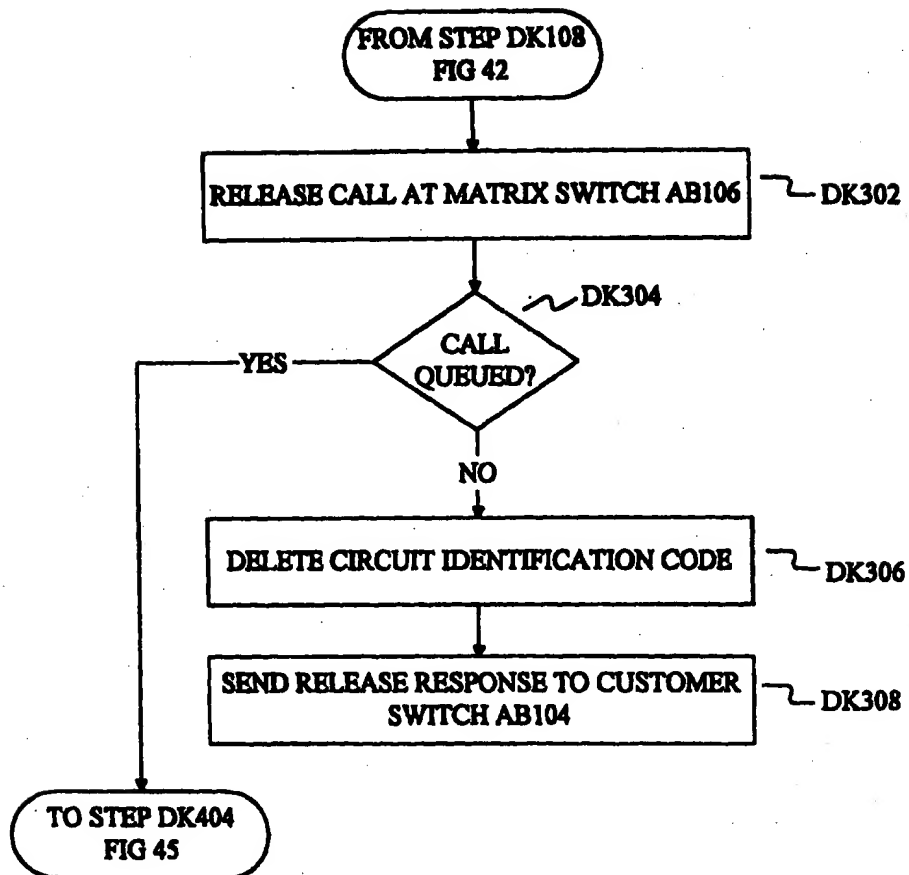 FROM STEP DK108
FIG 42
RELEASE CALL AT MATRIX SWITCH AB106
DK302
DK304
CALL
QUEUED?
YES
NO
DELETE CIRCUIT IDENTIFICATION CODE
DK306
SEND RELEASE RESPONSE TO CUSTOMER
SWITCH AB104
DK308
TO STEP DK404
FIG 45